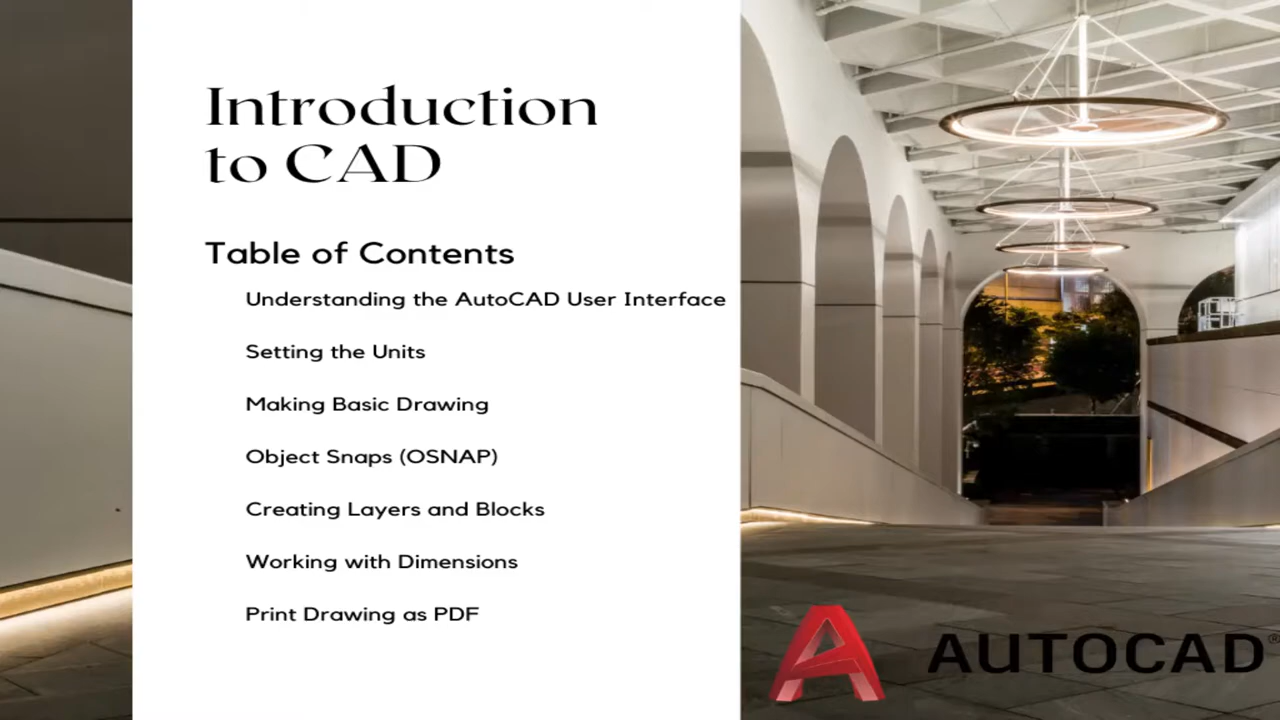 Introduction
to CAD
Table of Contents
Understanding the AutoCAD User Interface
Setting the Units
Making Basic Drawing
Object Snaps (OSNAP)
Creating Layers and Blocks
Working with Dimensions
Print Drawing as PDF
AUTOCAD®